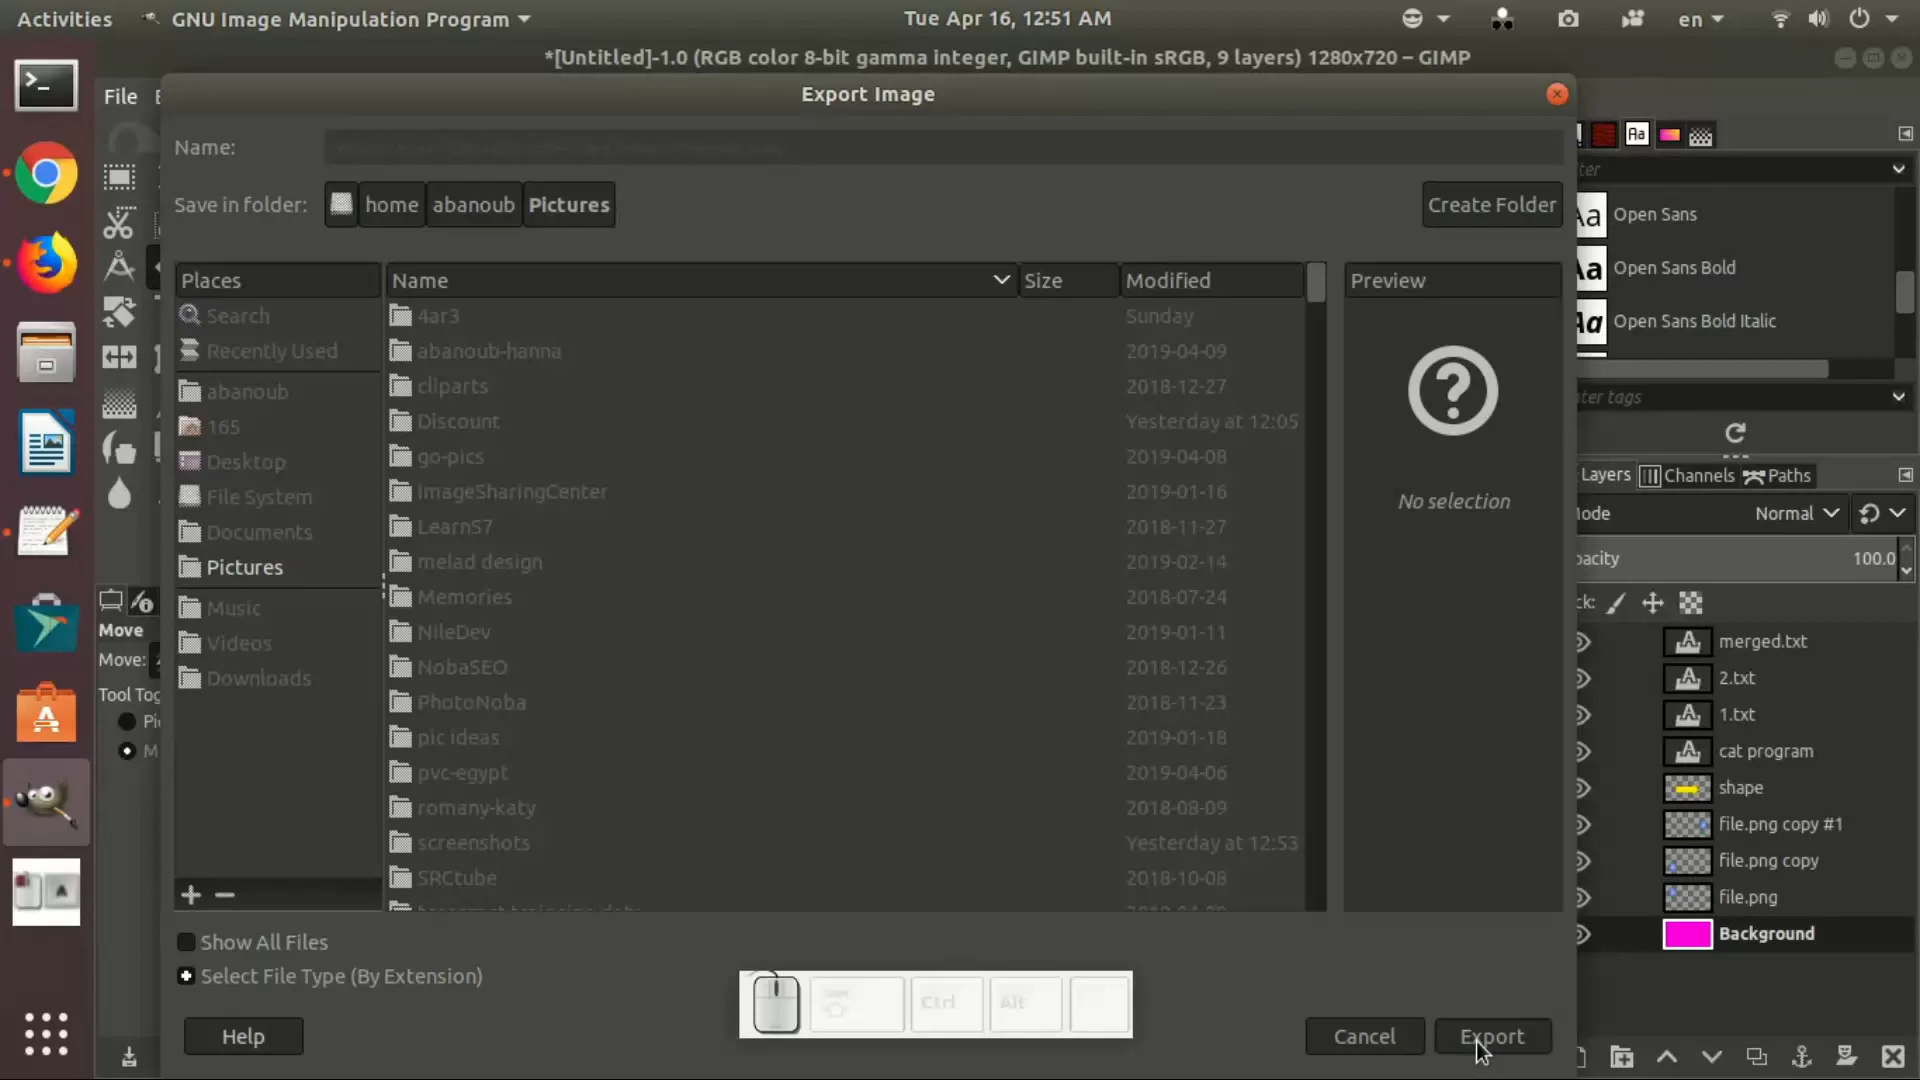 Activities
GNU Image Manipulation Program
Tue Apr 16, 12:51 AM
en
*[Untitled]-1.0 (RGB color 8-bit gamma integer, GIMP built-in sRGB, 9 layers) 1280x720 – GIMP
File
Export Image
Name:
Save in folder:
home
abanoub
Pictures
Create Folder
Places
Search
Recently Used
abanoub
165
Desktop
File System
Documents
Pictures
Music
Videos
Downloads
Name Size Modified
4ar3 Sunday
abanoub-hanna 2019-04-09
cliparts 2018-12-27
Discount Yesterday at 12:05
go-pics 2019-04-08
ImageSharingCenter 2019-01-16
LearnS7 2018-11-27
melad design 2019-02-14
Memories 2018-07-24
NileDev 2019-01-11
NobaSEO 2018-12-26
PhotoNoba 2018-11-23
pic ideas 2019-01-18
pvc-egypt 2019-04-06
romany-katy 2018-08-09
screenshots Yesterday at 12:53
SRCtube 2018-10-08
Preview
No selection
Show All Files
Select File Type (By Extension)
Help
Ctrl
Alt
Cancel
Export
Move
Move:
Tool Tog
Aa
Open Sans
Open Sans Bold
Open Sans Bold Italic
ter tags
Layers
Channels
Paths
ode
Normal
pacity
100.0
ck:
merged.txt
2.txt
1.txt
cat program
shape
file.png copy #1
file.png copy
file.png
Background